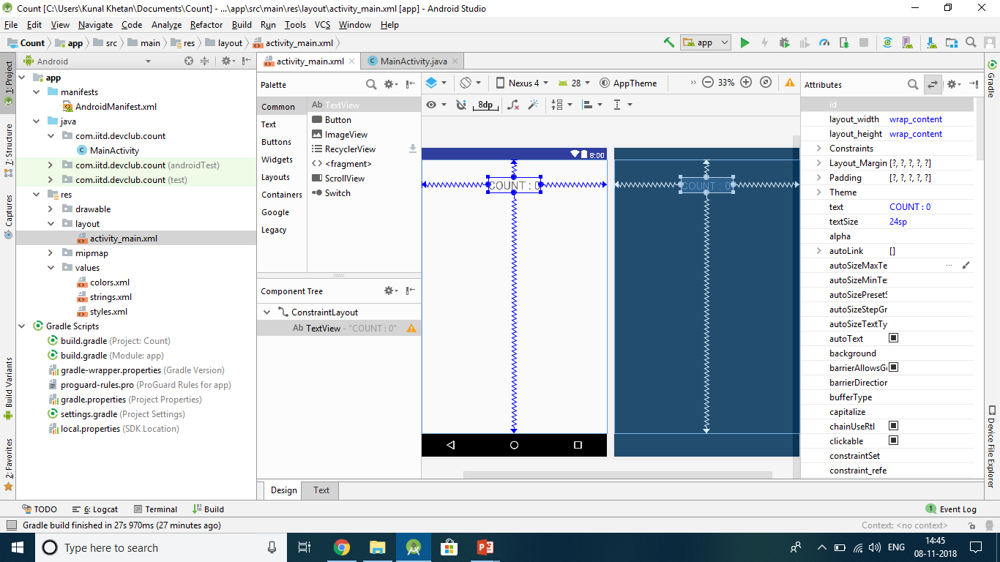 Count [C:\Users\Kunal Khetan\Documents\Count] - ...\app\src\main\res\layout\activity_main.xml [app] - Android Studio
File Edit View Navigate Code Analyze Refactor Build Run Tools VCS Window Help
Count app src main res layout activity_main.xml
app
Android
activity_main.xml MainActivity.java
1: Project
7: Structure
Captures
Build Variants
2: Favorites
app
manifests
AndroidManifest.xml
java
com.iitd.devclub.count
MainActivity
com.iitd.devclub.count (androidTest)
com.iitd.devclub.count (test)
res
drawable
layout
activity_main.xml
mipmap
values
colors.xml
strings.xml
styles.xml
Gradle Scripts
build.gradle (Project: Count)
build.gradle (Module: app)
gradle-wrapper.properties (Gradle Version)
proguard-rules.pro (ProGuard Rules for app)
gradle.properties (Project Properties)
settings.gradle (Project Settings)
local.properties (SDK Location)
Palette
Common
Text
Buttons
Widgets
Layouts
Containers
Google
Legacy
Ab TextView
Button
ImageView
RecyclerView
<fragment>
ScrollView
Switch
Component Tree
ConstraintLayout
Ab TextView - "COUNT : 0"
Nexus 4 28 AppTheme » 33%
8dp
8:00
COUNT : 0
COUNT : 0
Attributes
id
layout_width wrap_content
layout_height wrap_content
Constraints
Layout_Margin [?, ?, ?, ?, ?]
Padding [?, ?, ?, ?, ?]
Theme
text COUNT : 0
textSize 24sp
alpha
autoLink []
autoSizeMaxTe ...
autoSizeMinTe
autoSizePresetS
autoSizeStepGr
autoSizeTextTy
autoText
background
barrierAllowsG
barrierDirection
bufferType
capitalize
chainUseRtl
clickable
constraintSet
constraint_refe
Gradle
Device File Explorer
Design Text
TODO 6: Logcat Terminal Build 1 Event Log
Gradle build finished in 27s 970ms (27 minutes ago) Context: <no context>
Type here to search
ENG
14:45
08-11-2018